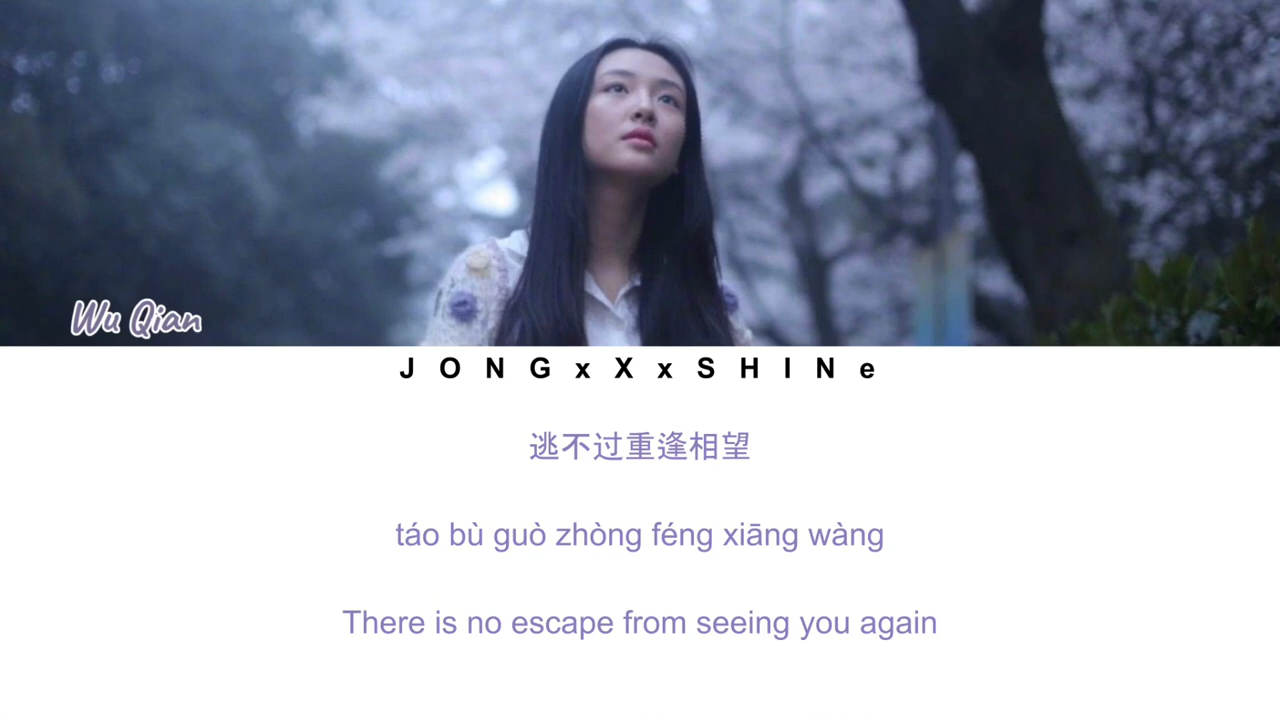 Wu Qian
J O N G x X x S H I N e
逃不过重逢相望
táo bù guò zhòng féng xiāng wàng
There is no escape from seeing you again